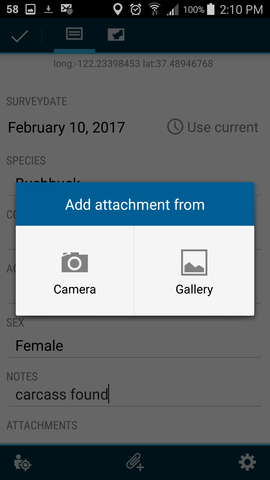 58 100% 2:10 PM
long:-122.23398453 lat:37.48946768
SURVEYDATE
February 10, 2017 Use current
SPECIES
Bushbuck
Add attachment from
Camera Gallery
SEX
Female
NOTES
carcass found
ATTACHMENTS